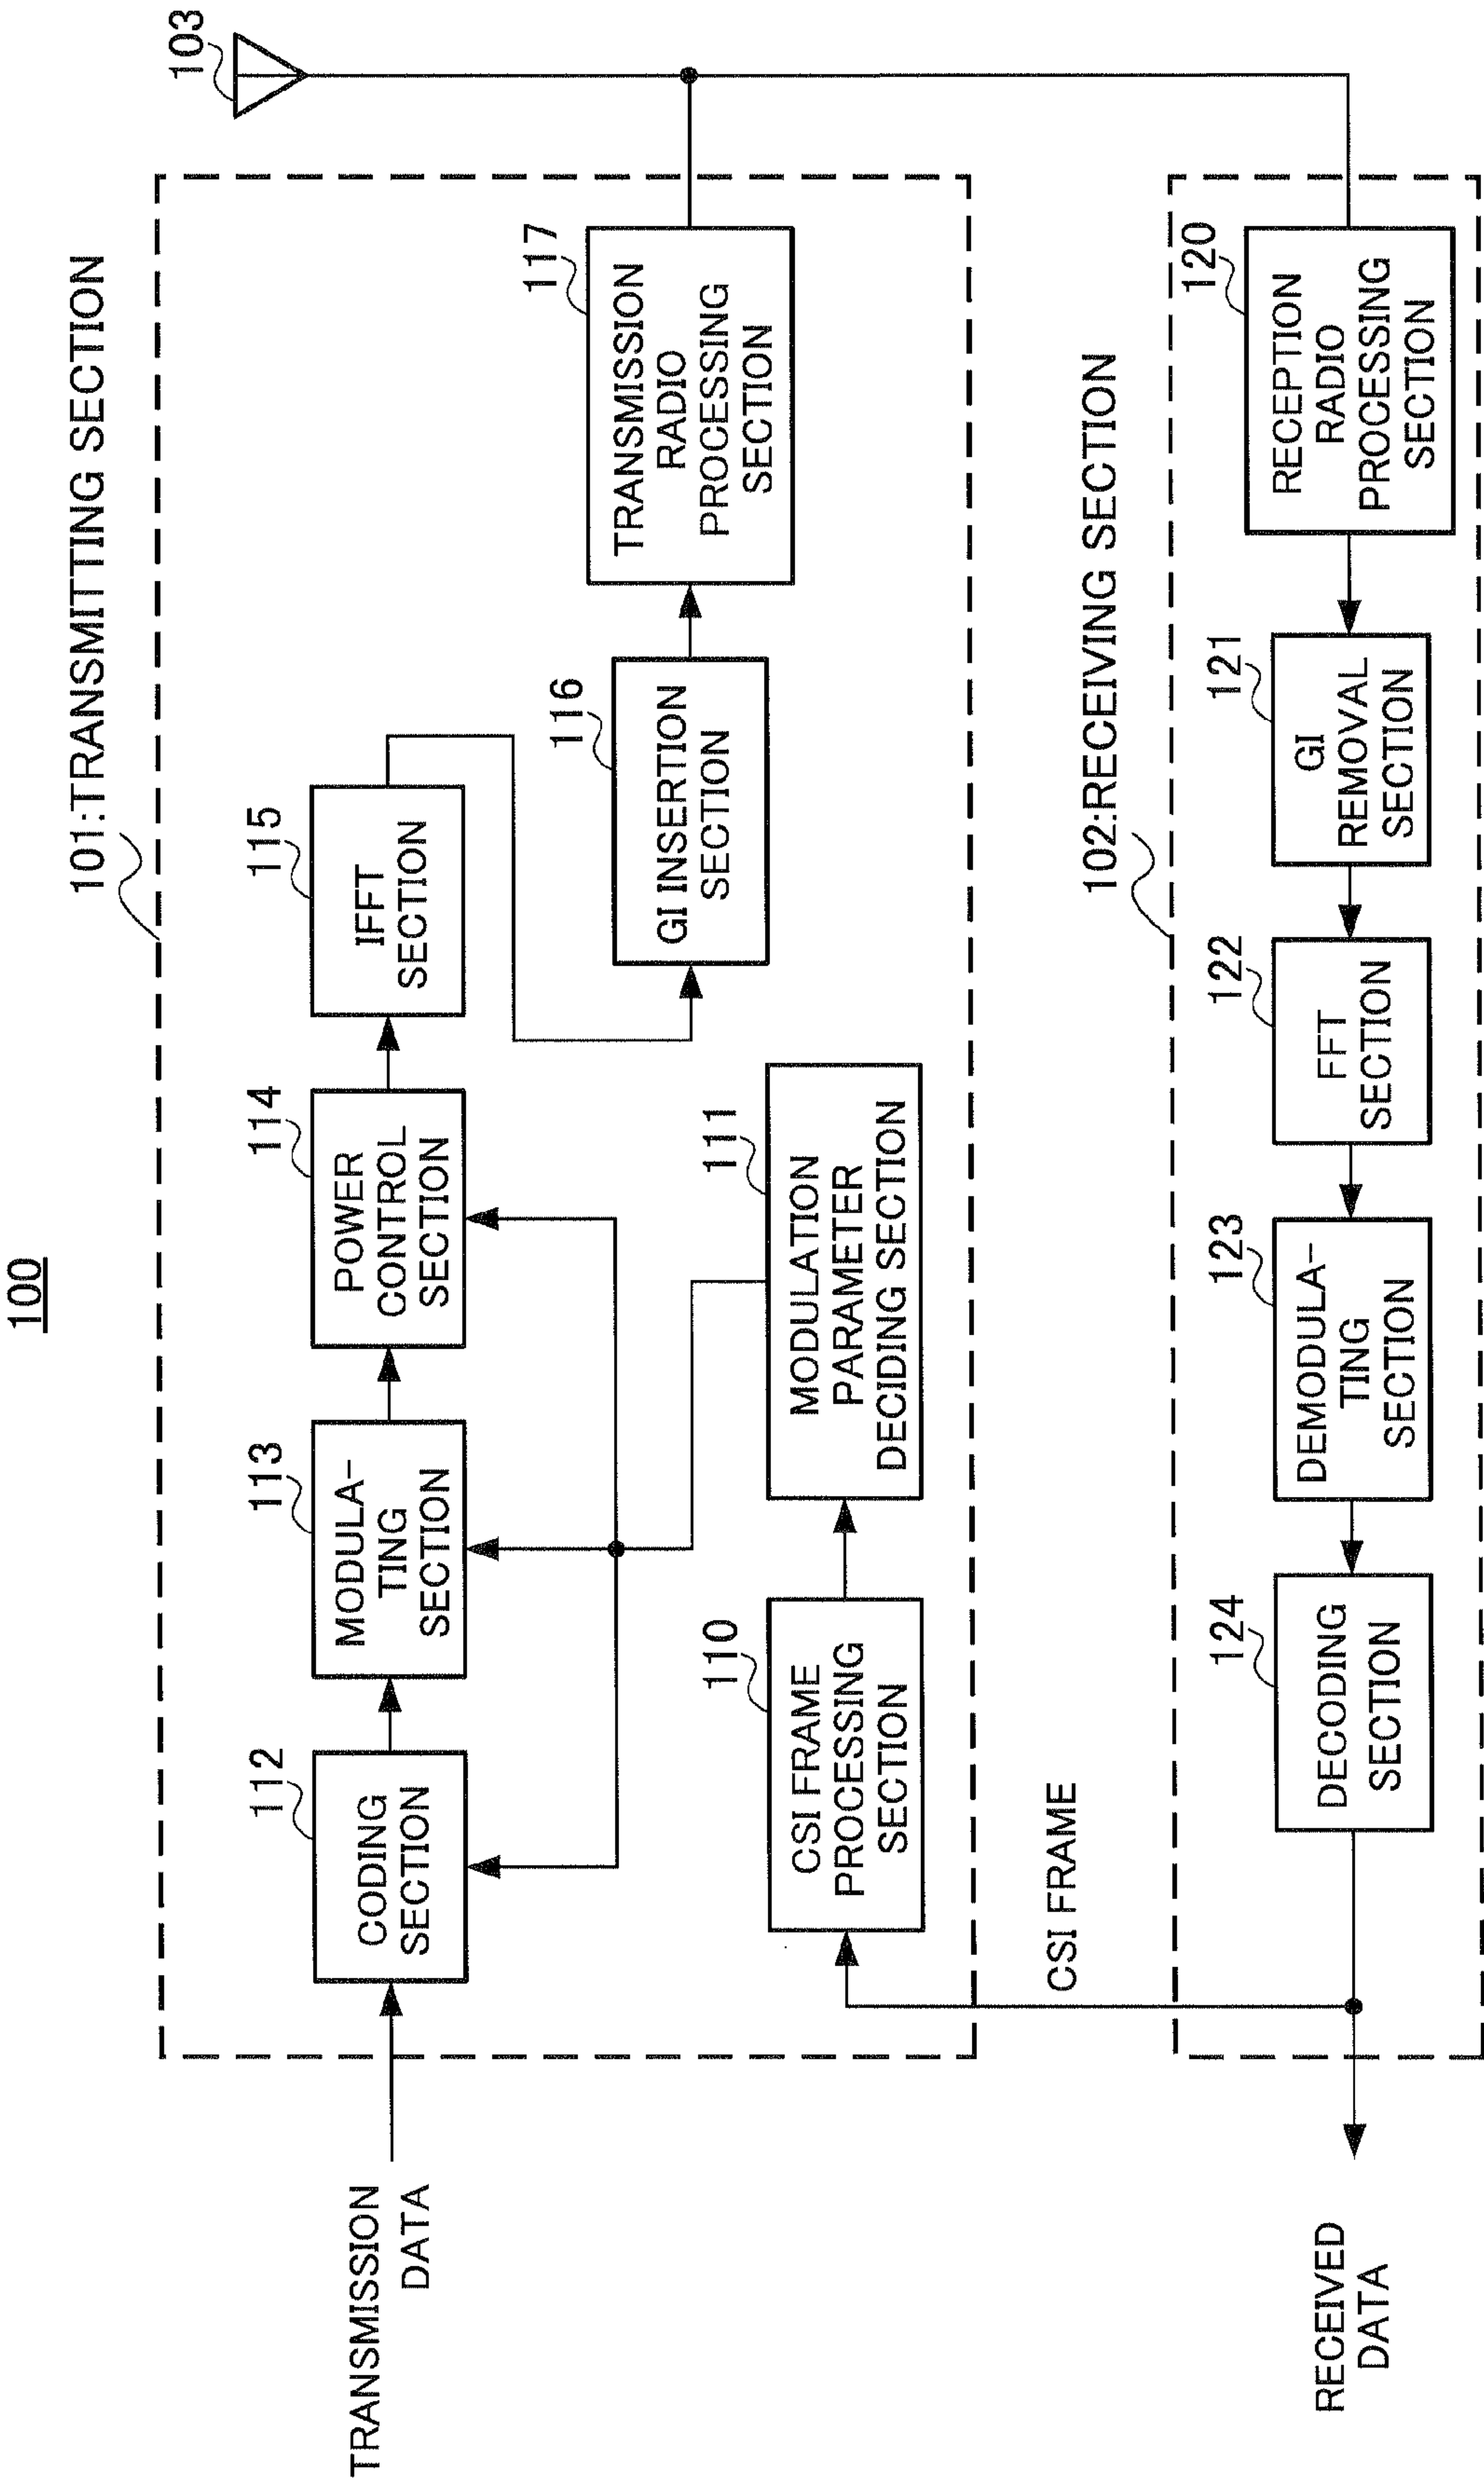 100
101:TRANSMITTING SECTION
103
TRANSMISSION
DATA
112
CODING
SECTION
113
MODULA-
TING
SECTION
114
POWER
CONTROL
SECTION
115
IFFT
SECTION
116
GI INSERTION
SECTION
117
TRANSMISSION
RADIO
PROCESSING
SECTION
110
CSI FRAME
PROCESSING
SECTION
111
MODULATION
PARAMETER
DECIDING SECTION
CSI FRAME
102:RECEIVING SECTION
RECEIVED
DATA
124
DECODING
SECTION
123
DEMODULA-
TING
SECTION
122
FFT
SECTION
121
GI
REMOVAL
SECTION
120
RECEPTION
RADIO
PROCESSING
SECTION